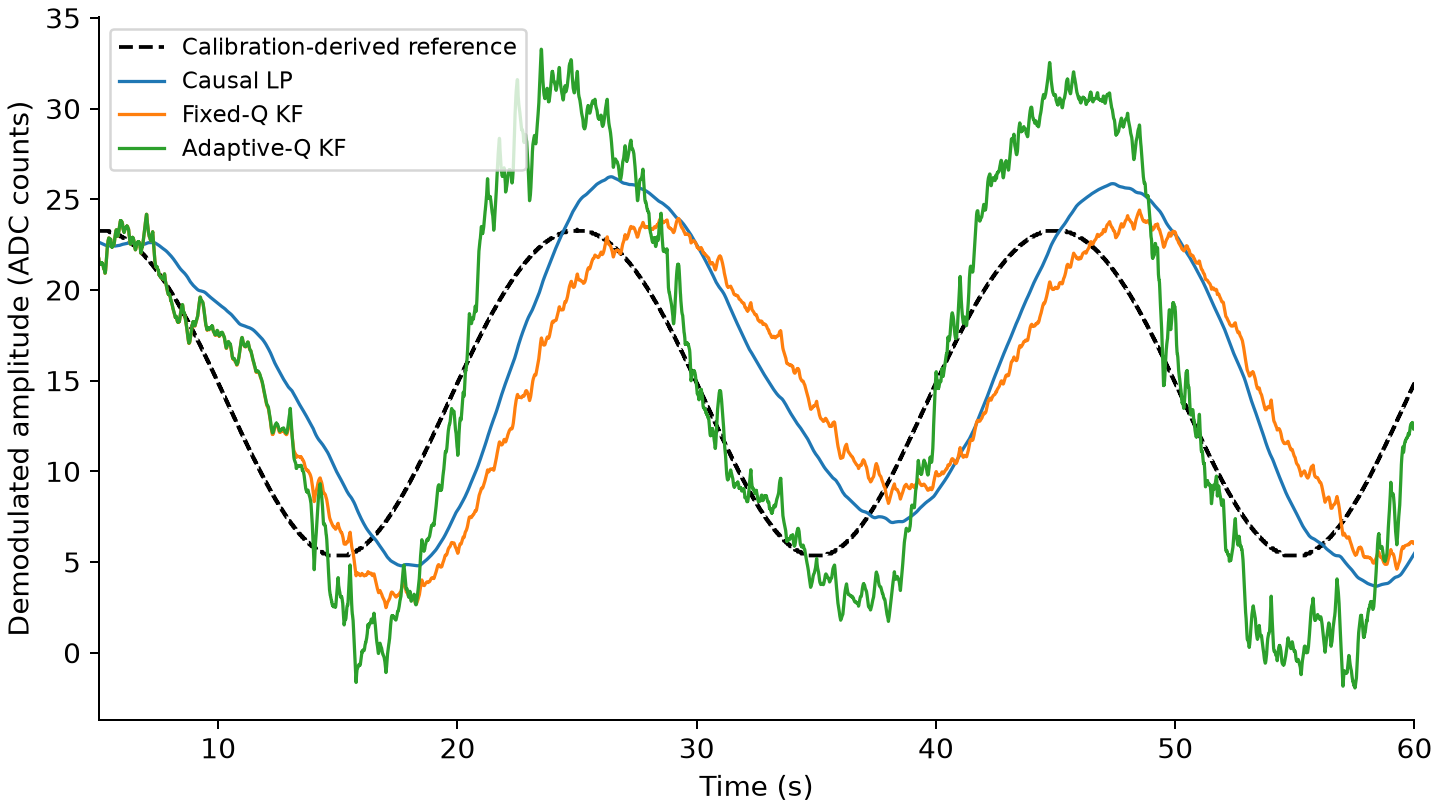 35
30
25
20
15
10
5
0
Demodulated amplitude (ADC counts)
Calibration-derived reference
Causal LP
Fixed-Q KF
Adaptive-Q KF
10 20 30 40 50 60
Time (s)